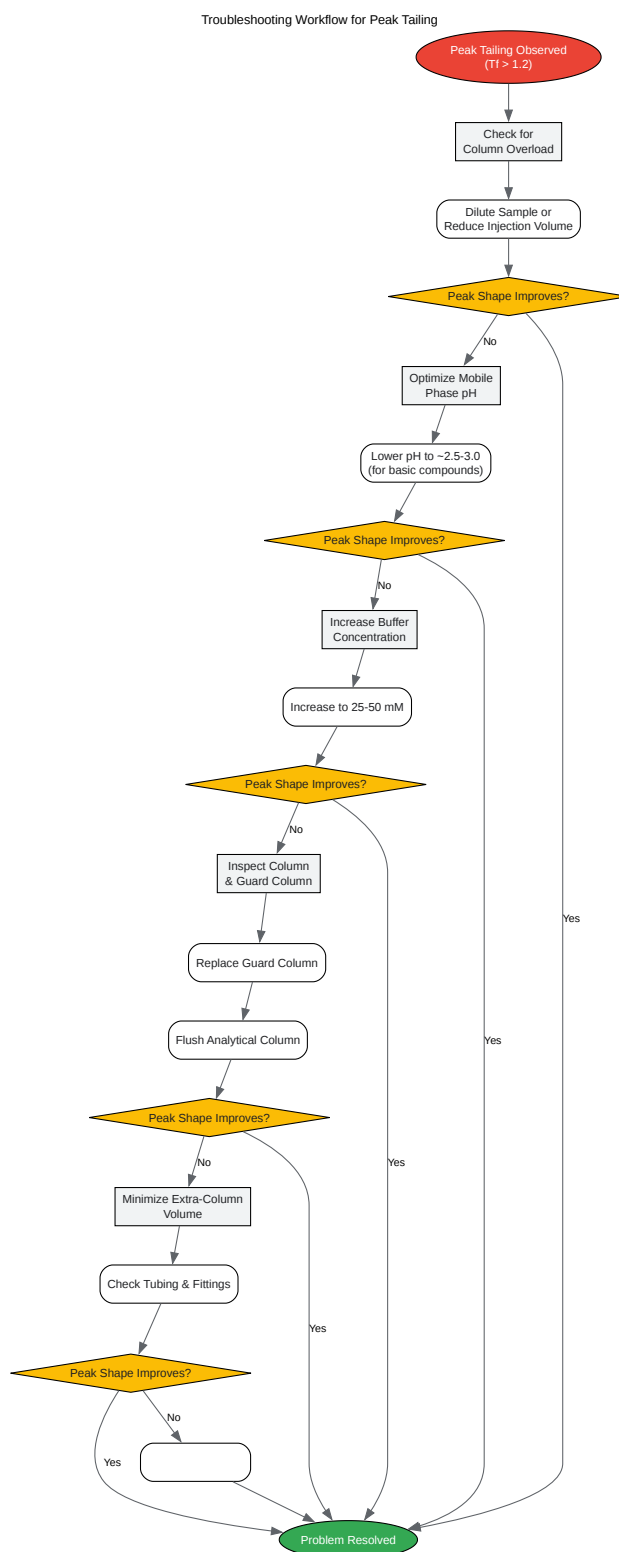 Troubleshooting Workflow for Peak Tailing
Peak Tailing Observed
(Tf > 1.2)
Check for
Column Overload
Dilute Sample or
Reduce Injection Volume
Peak Shape Improves?
No
Optimize Mobile
Phase pH
Lower pH to ~2.5-3.0
(for basic compounds)
Peak Shape Improves?
No
Increase Buffer
Concentration
Increase to 25-50 mM
Peak Shape Improves?
No
Inspect Column
& Guard Column
Yes
Replace Guard Column
Flush Analytical Column
Yes
Peak Shape Improves?
No
Yes
Minimize Extra-Column
Volume
Check Tubing & Fittings
Yes
Peak Shape Improves?
No
Yes
Problem Resolved